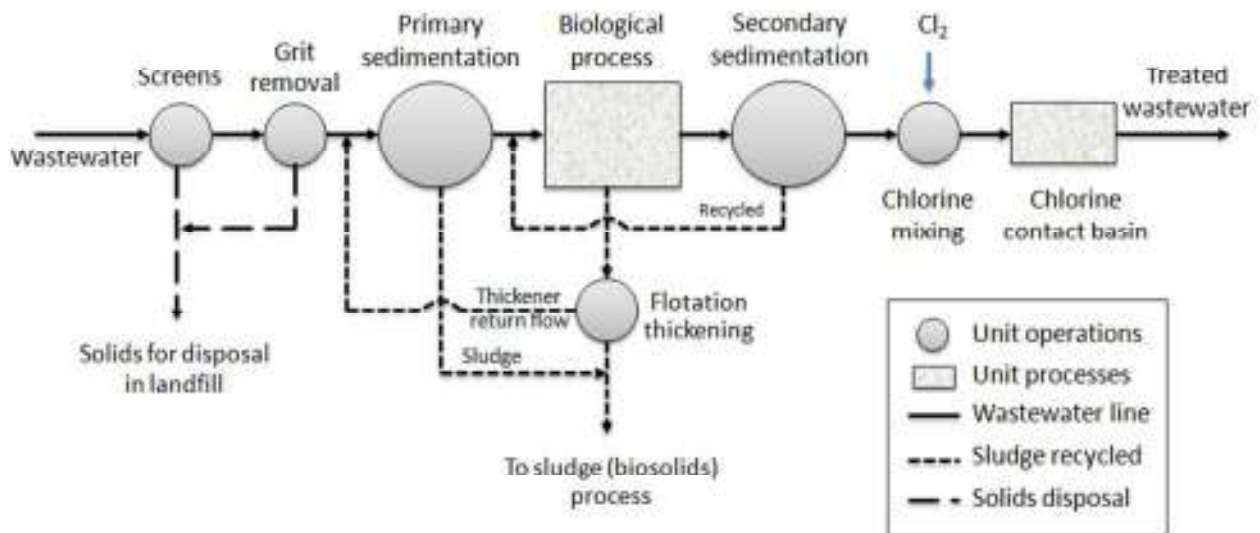 Primary
sedimentation
Biological
process
Secondary
sedimentation
Cl2
Grit
removal
Screens
Treated
wastewater
Wastewater
Recycled
Chlorine
mixing
Chlorine
contact basin
Thickener
return flow
Flotation
thickening
Sludge
Solids for disposal
in landfill
To sludge (biosolids)
process
Unit operations
Unit processes
Wastewater line
Sludge recycled
Solids disposal